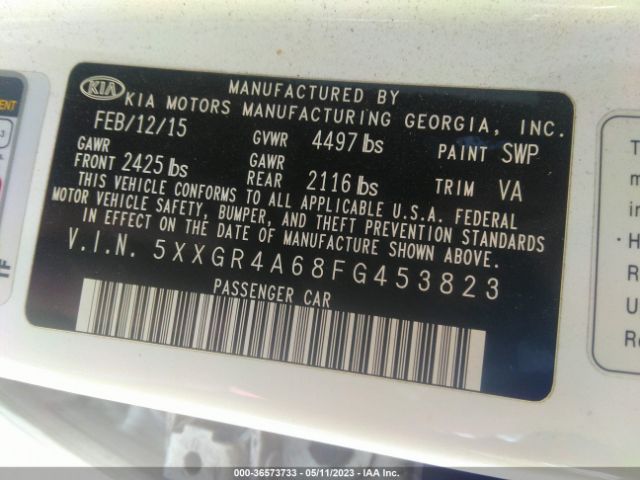 KIA
MANUFACTURED BY
KIA MOTORS MANUFACTURING GEORGIA, INC.
FEB/12/15 GVWR 4497 lbs PAINT SWP
GAWR FRONT 2425 lbs GAWR REAR 2116 lbs TRIM VA
THIS VEHICLE CONFORMS TO ALL APPLICABLE U.S.A. FEDERAL
MOTOR VEHICLE SAFETY, BUMPER, AND THEFT PREVENTION STANDARDS
IN EFFECT ON THE DATE OF MANUFACTURE SHOWN ABOVE.
V.I.N. 5XXGR4A68FG453823
PASSENGER CAR
000-36573733 - 05/11/2023 - IAA Inc.